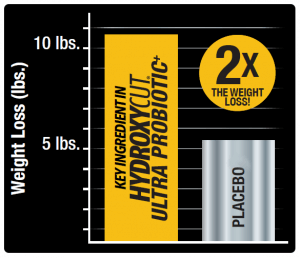 10 lbs.
5 lbs.
Weight Loss (lbs.)
KEY INGREDIENT IN
HYDROXYCUT®
ULTRA PROBIOTIC+
2X
THE WEIGHT
LOSS!
PLACEBO